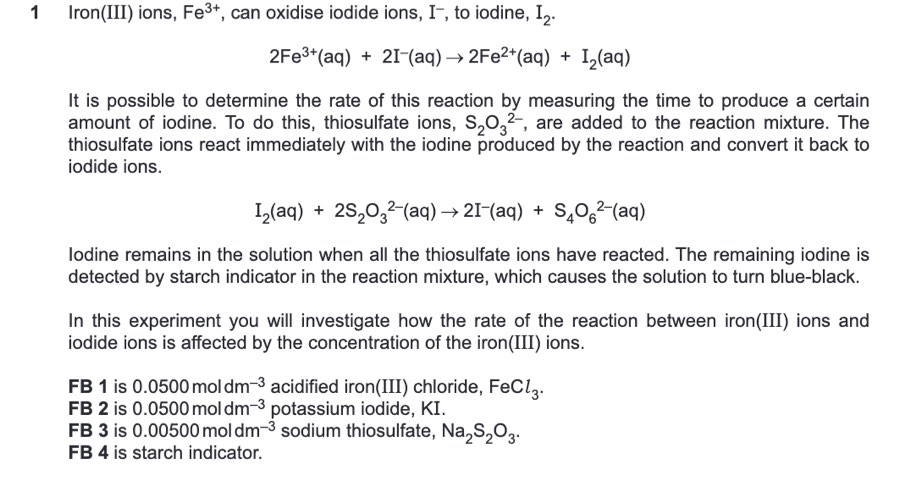 1 Iron(III) ions, Fe³⁺, can oxidise iodide ions, I⁻, to iodine, I₂.
2Fe³⁺(aq) + 2I⁻(aq) → 2Fe²⁺(aq) + I₂(aq)
It is possible to determine the rate of this reaction by measuring the time to produce a certain
amount of iodine. To do this, thiosulfate ions, S₂O₃²⁻, are added to the reaction mixture. The
thiosulfate ions react immediately with the iodine produced by the reaction and convert it back to
iodide ions.
I₂(aq) + 2S₂O₃²⁻(aq) → 2I⁻(aq) + S₄O₆²⁻(aq)
Iodine remains in the solution when all the thiosulfate ions have reacted. The remaining iodine is
detected by starch indicator in the reaction mixture, which causes the solution to turn blue-black.
In this experiment you will investigate how the rate of the reaction between iron(III) ions and
iodide ions is affected by the concentration of the iron(III) ions.
FB 1 is 0.0500 mol dm⁻³ acidified iron(III) chloride, FeCl₃.
FB 2 is 0.0500 mol dm⁻³ potassium iodide, KI.
FB 3 is 0.00500 mol dm⁻³ sodium thiosulfate, Na₂S₂O₃.
FB 4 is starch indicator.